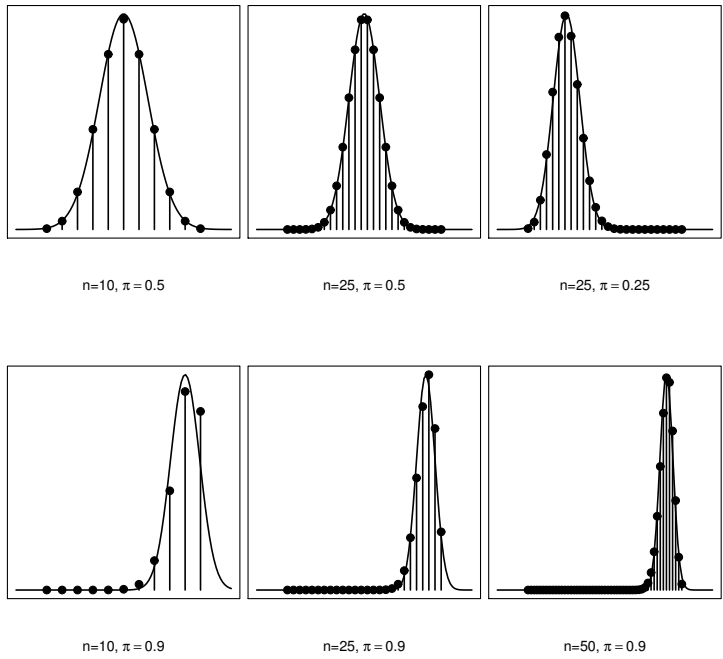 n=10, π = 0.5
n=25, π = 0.5
n=25, π = 0.25
n=10, π = 0.9
n=25, π = 0.9
n=50, π = 0.9